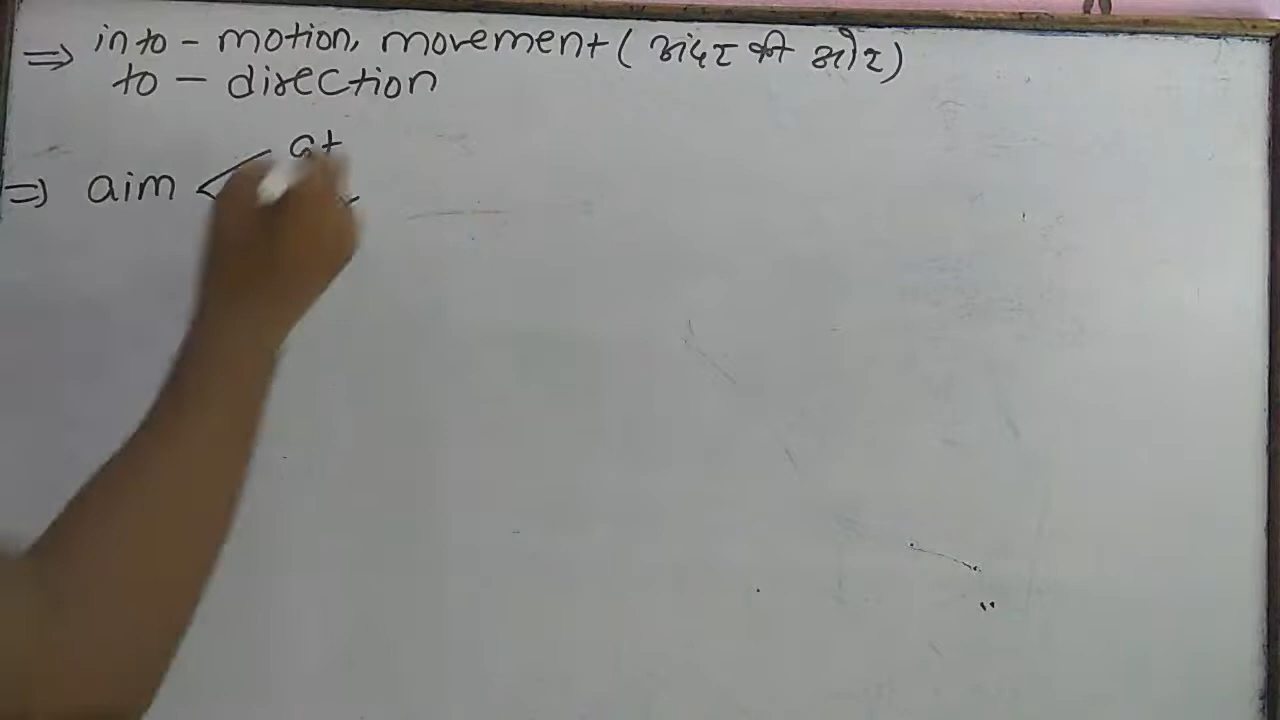 ⇒ into - motion, movement (अंदर की ओर)
to - direction
at
⇒ aim <